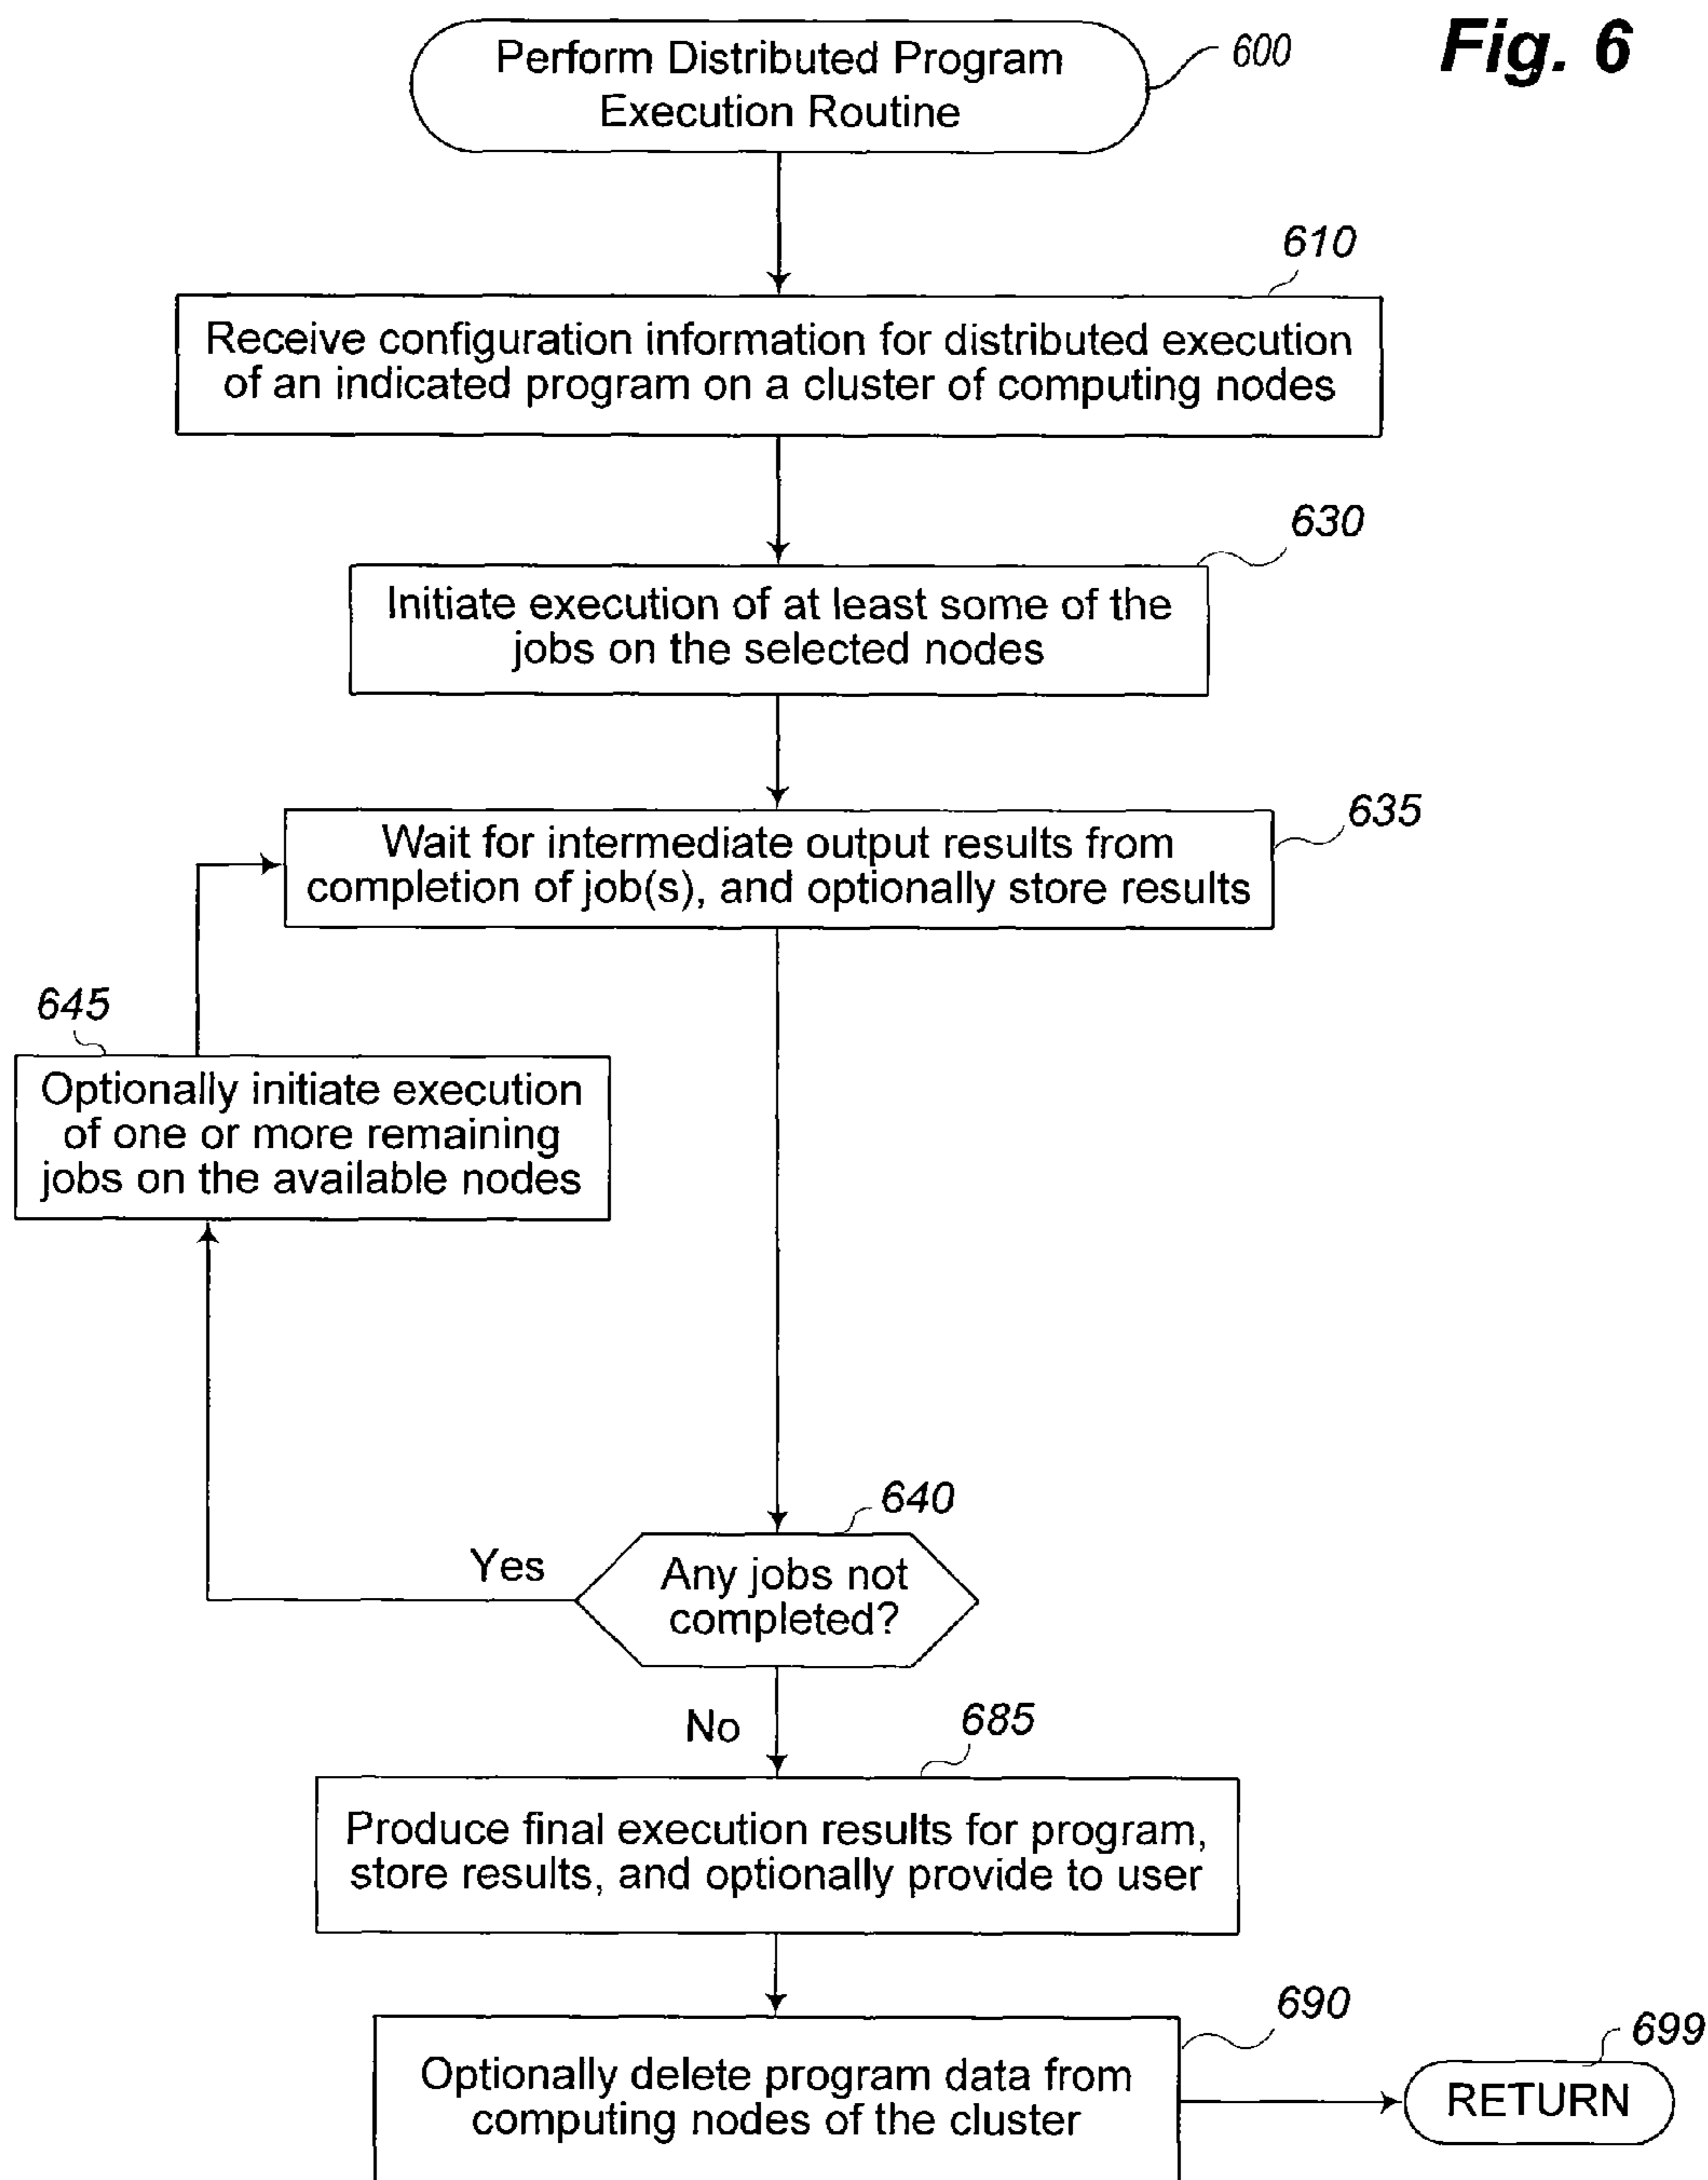 Fig. 6
Perform Distributed Program
Execution Routine
600
610
Receive configuration information for distributed execution
of an indicated program on a cluster of computing nodes
630
Initiate execution of at least some of the
jobs on the selected nodes
635
Wait for intermediate output results from
completion of job(s), and optionally store results
645
Optionally initiate execution
of one or more remaining
jobs on the available nodes
640
Any jobs not
completed?
Yes
No
685
Produce final execution results for program,
store results, and optionally provide to user
690
Optionally delete program data from
computing nodes of the cluster
699
RETURN